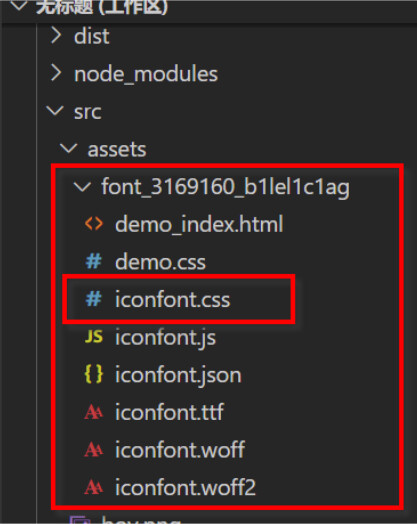 无标题 (工作区)
dist
node_modules
src
assets
font_3169160_b1lel1c1ag
demo_index.html
# demo.css
# iconfont.css
JS iconfont.js
{} iconfont.json
iconfont.ttf
iconfont.woff
iconfont.woff2